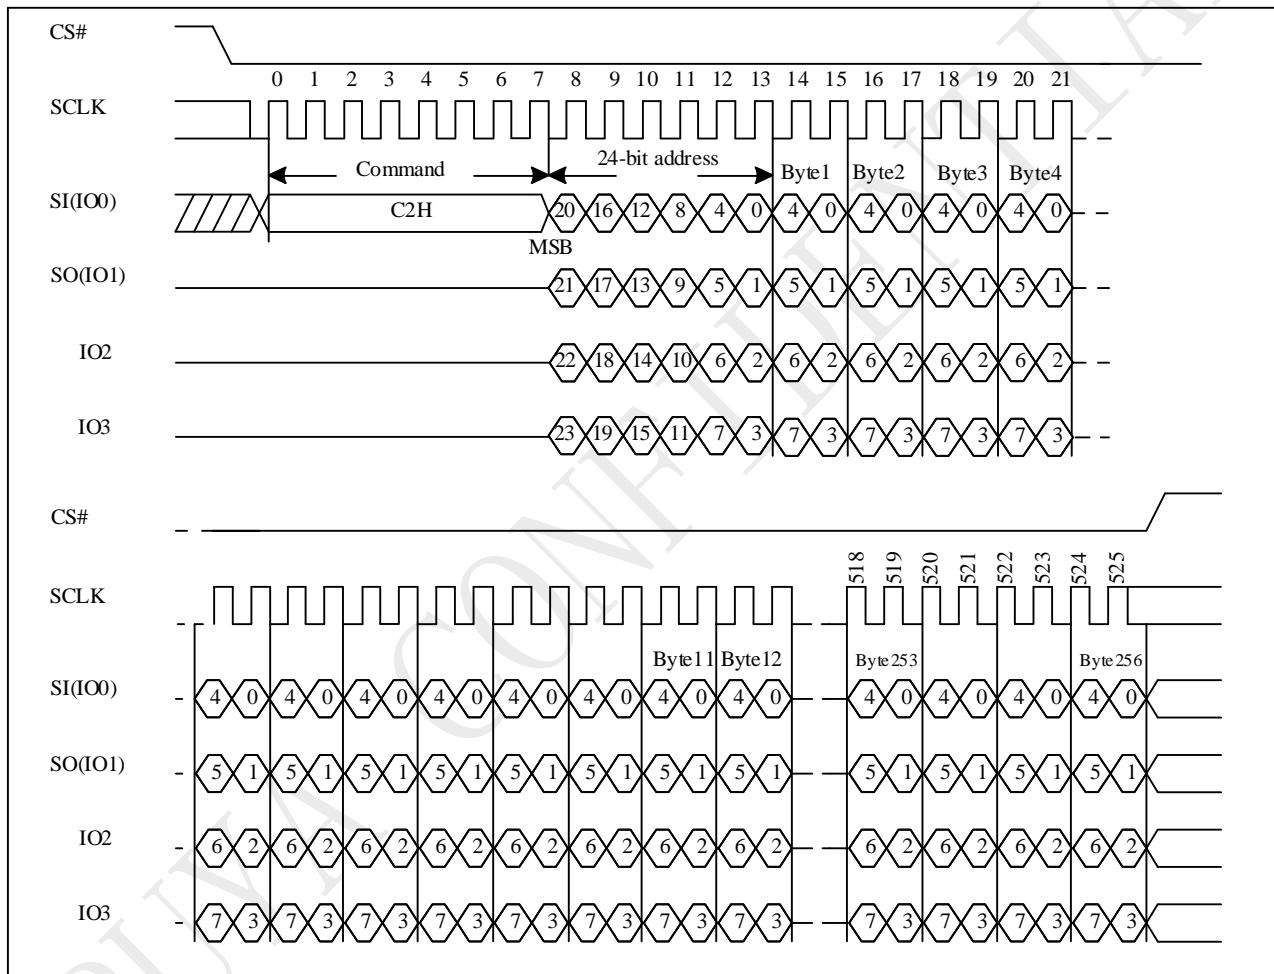 CS#
0 1 2 3 4 5 6 7 8 9 10 11 12 13 14 15 16 17 18 19 20 21
SCLK
Command 24-bit address Byte1 Byte2 Byte3 Byte4
SI(IO0) C2H 20 16 12 8 4 0 4 0 4 0 4 0 4 0
MSB
SO(IO1) 21 17 13 9 5 1 5 1 5 1 5 1 5 1
IO2 22 18 14 10 6 2 6 2 6 2 6 2 6 2
IO3 23 19 15 11 7 3 7 3 7 3 7 3 7 3
CS#
518 519 520 521 522 523 524 525
SCLK
Byte11 Byte12 Byte253 Byte256
SI(IO0) 4 0 4 0 4 0 4 0 4 0 4 0 4 0 4 0 4 0 4 0 4 0 4 0
SO(IO1) 5 1 5 1 5 1 5 1 5 1 5 1 5 1 5 1 5 1 5 1 5 1 5 1
IO2 6 2 6 2 6 2 6 2 6 2 6 2 6 2 6 2 6 2 6 2 6 2 6 2
IO3 7 3 7 3 7 3 7 3 7 3 7 3 7 3 7 3 7 3 7 3 7 3 7 3
PUYA CONFIDENTIAL